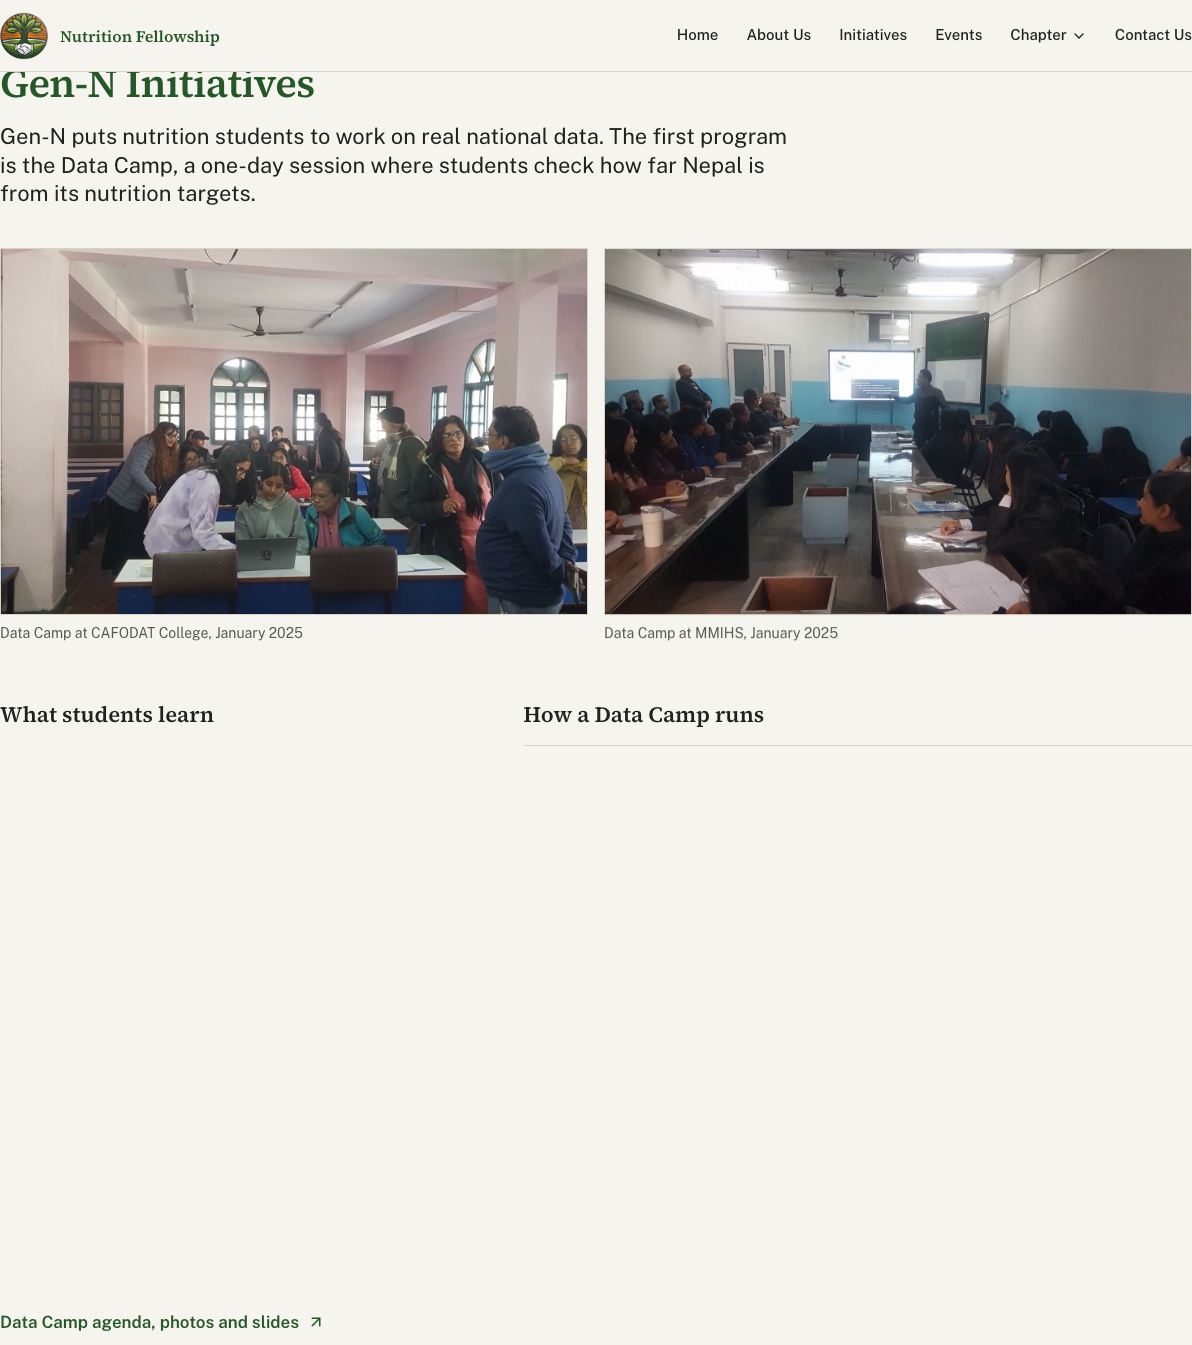 Nutrition Fellowship
Home
About Us
Initiatives
Events
Chapter
Contact Us
Gen-N Initiatives
Gen-N puts nutrition students to work on real national data. The first program
is the Data Camp, a one-day session where students check how far Nepal is
from its nutrition targets.
Data Camp at CAFODAT College, January 2025
Data Camp at MMIHS, January 2025
What students learn
How a Data Camp runs
Data Camp agenda, photos and slides